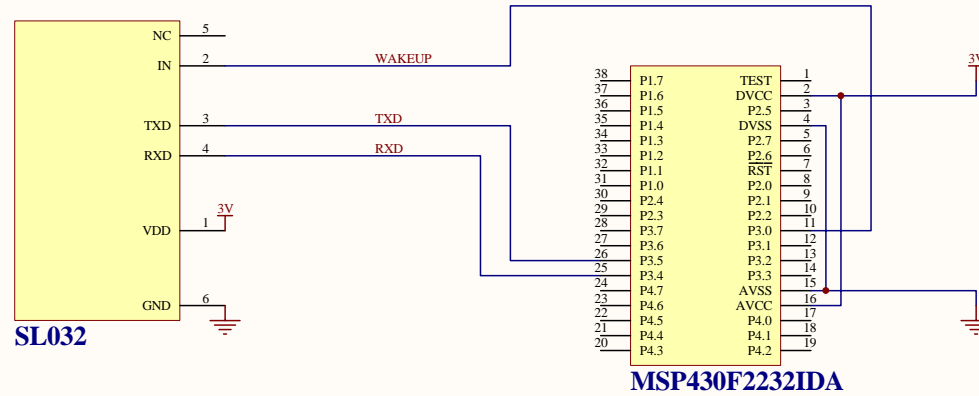 NC 5
IN 2 WAKEUP
TXD 3 TXD
RXD 4 RXD
3V
VDD 1
GND 6
SL032
3V
38 P1.7 TEST 1
37 P1.6 DVCC 2
36 P1.5 P2.5 3
35 P1.4 DVSS 4
34 P1.3 P2.7 5
33 P1.2 P2.6 6
32 P1.1 RST 7
31 P1.0 P2.0 8
30 P2.4 P2.1 9
29 P2.3 P2.2 10
28 P3.7 P3.0 11
27 P3.6 P3.1 12
26 P3.5 P3.2 13
25 P3.4 P3.3 14
24 P4.7 AVSS 15
23 P4.6 AVCC 16
22 P4.5 P4.0 17
21 P4.4 P4.1 18
20 P4.3 P4.2 19
MSP430F2232IDA